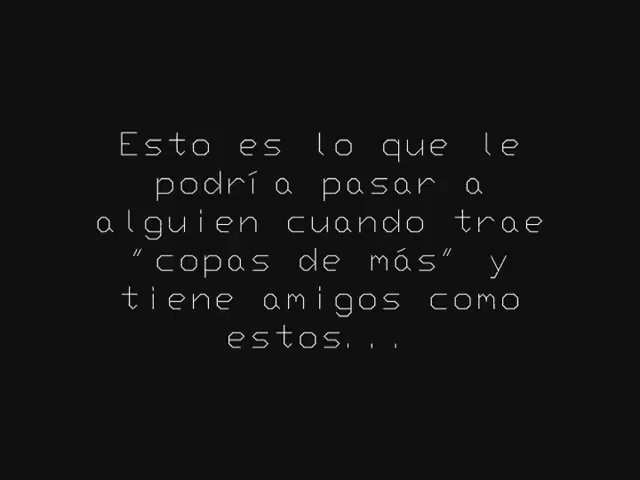 Esto es lo que le
podría pasar a
alguien cuando trae
"copas de más" y
tiene amigos como
estos...